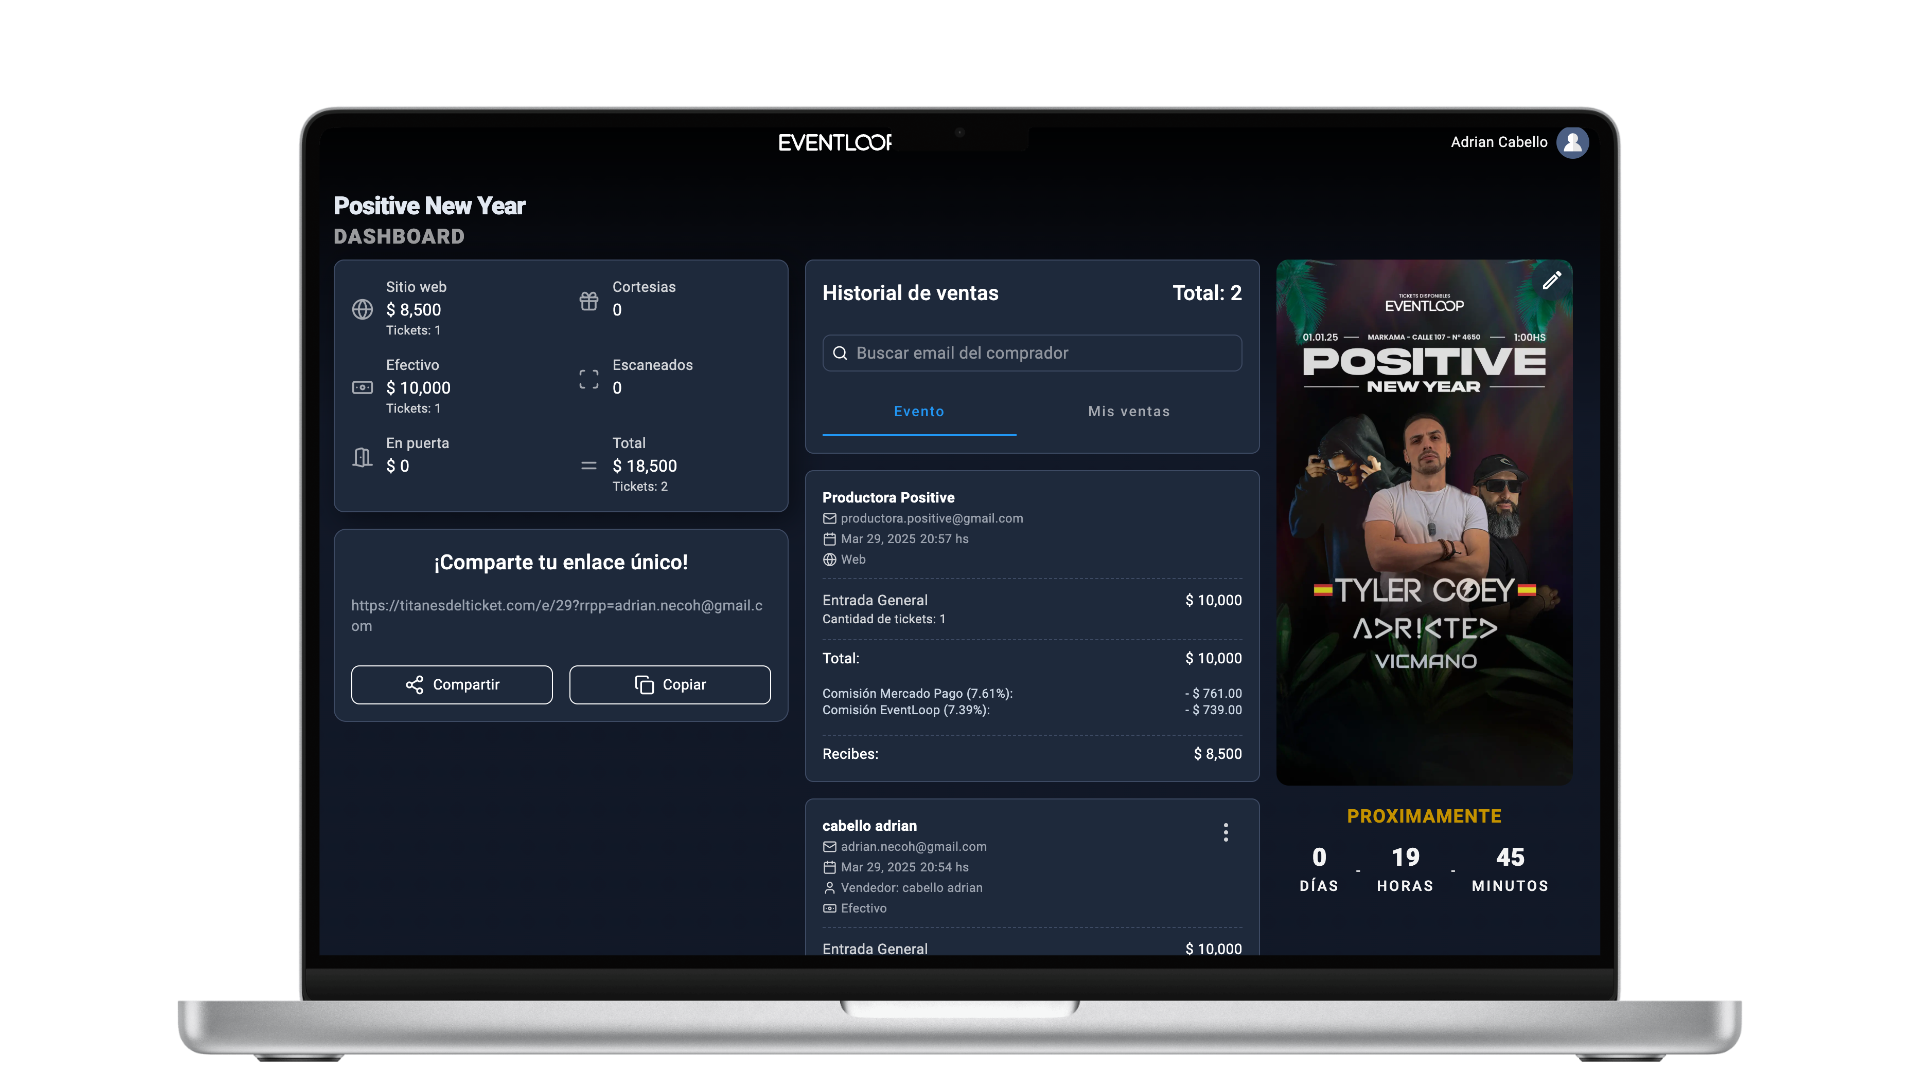 EVENTLOOP
Adrian Cabello
Positive New Year
DASHBOARD
Sitio web
$ 8,500
Tickets: 1
Cortesias
0
Efectivo
$ 10,000
Tickets: 1
Escaneados
0
En puerta
$ 0
Total
$ 18,500
Tickets: 2
¡Comparte tu enlace único!
https://titanesdelticket.com/e/29?rrpp=adrian.necoh@gmail.c
om
Compartir
Copiar
Historial de ventas
Total: 2
Buscar email del comprador
Evento
Mis ventas
Productora Positive
productora.positive@gmail.com
Mar 29, 2025 20:57 hs
Web
Entrada General
$ 10,000
Cantidad de tickets: 1
Total:
$ 10,000
Comisión Mercado Pago (7.61%):
- $ 761.00
Comisión EventLoop (7.39%):
- $ 739.00
Recibes:
$ 8,500
cabello adrian
adrian.necoh@gmail.com
Mar 29, 2025 20:54 hs
Vendedor: cabello adrian
Efectivo
Entrada General
$ 10,000
TICKETS DISPONIBLES
EVENTLOOP
01.01.25 — MARKAMA - CALLE 107 - Nº 4650 — 1:00HS
POSITIVE
NEW YEAR
TYLER COEY
ADRICTED
VICMANO
PROXIMAMENTE
0 - 19 - 45
DÍAS HORAS MINUTOS